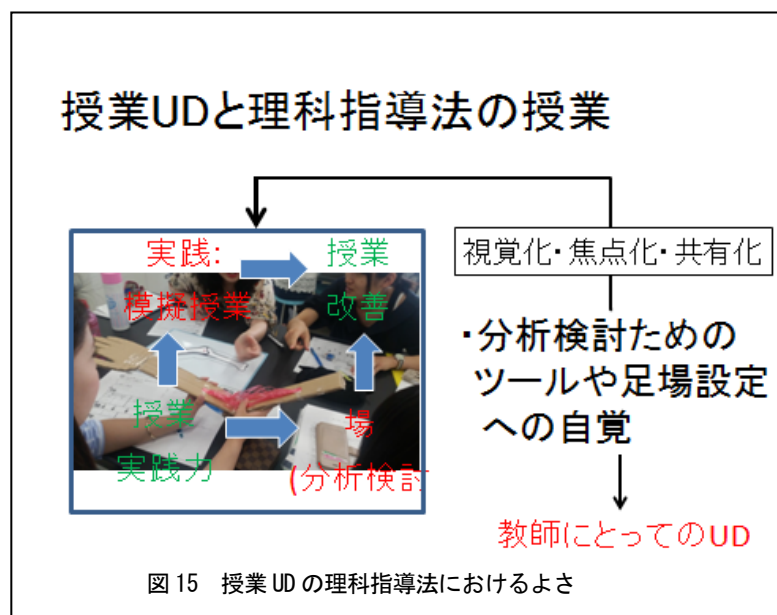 授業UDと理科指導法の授業
実践:
模擬授業
授業
改善
授業
実践力
場
(分析検討
視覚化・焦点化・共有化
・分析検討ための
ツールや足場設定
への自覚
教師にとってのUD
図15 授業UDの理科指導法におけるよさ